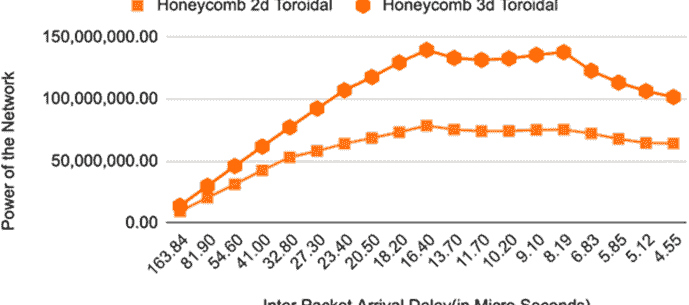 Honeycomb 2d Toroidal Honeycomb 3d Toroidal
150,000,000.00
100,000,000.00
50,000,000.00
0.00
Power of the Network
163.84 81.90 54.60 41.00 32.80 27.30 23.40 20.50 18.20 16.40 13.70 11.70 10.20 9.10 8.19 6.83 5.85 5.12 4.55
Inter Packet Arrival Delay(in Micro Seconds)